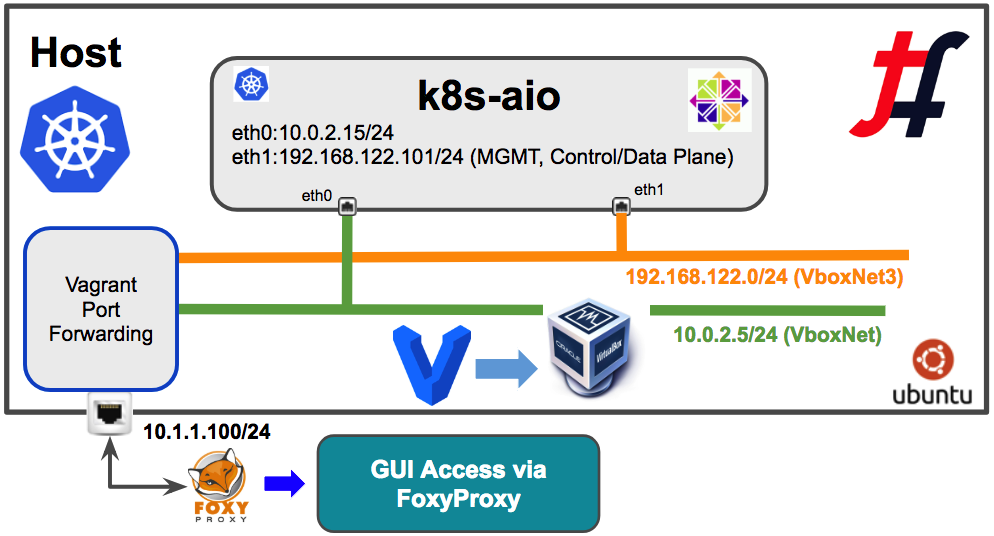 Host
k8s-aio
eth0:10.0.2.15/24
eth1:192.168.122.101/24 (MGMT, Control/Data Plane)
eth0
eth1
Vagrant
Port
Forwarding
192.168.122.0/24 (VboxNet3)
10.0.2.5/24 (VboxNet)
ORACLE
VirtualBox
ubuntu
10.1.1.100/24
FOXY
PROXY
GUI Access via
FoxyProxy